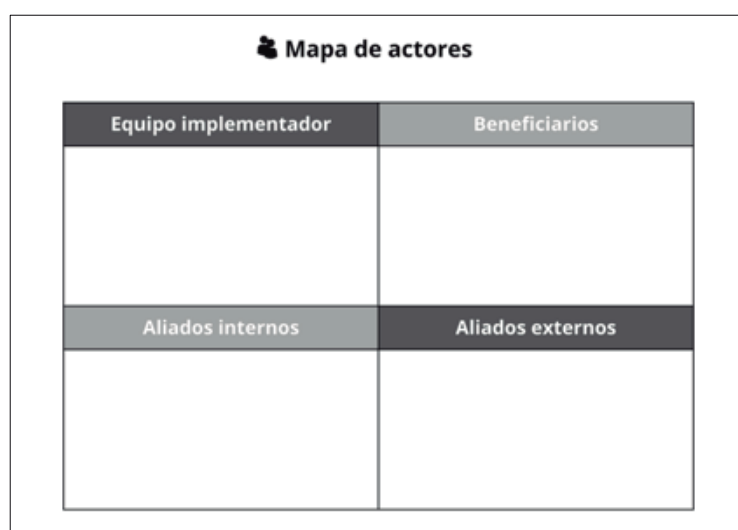 Mapa de actores
Equipo implementador
Beneficiarios
Aliados internos
Aliados externos